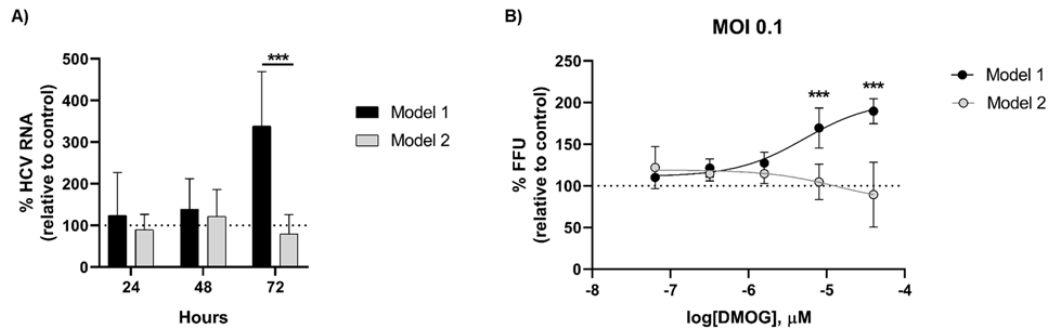 A)
% HCV RNA
(relative to control)
500
400
300
200
100
0
***
24
48
72
Hours
Model 1
Model 2
B)
MOI 0.1
% FFU
(relative to control)
250
200
150
100
50
0
***
***
-8
-7
-6
-5
-4
log[DMOG], μM
Model 1
Model 2